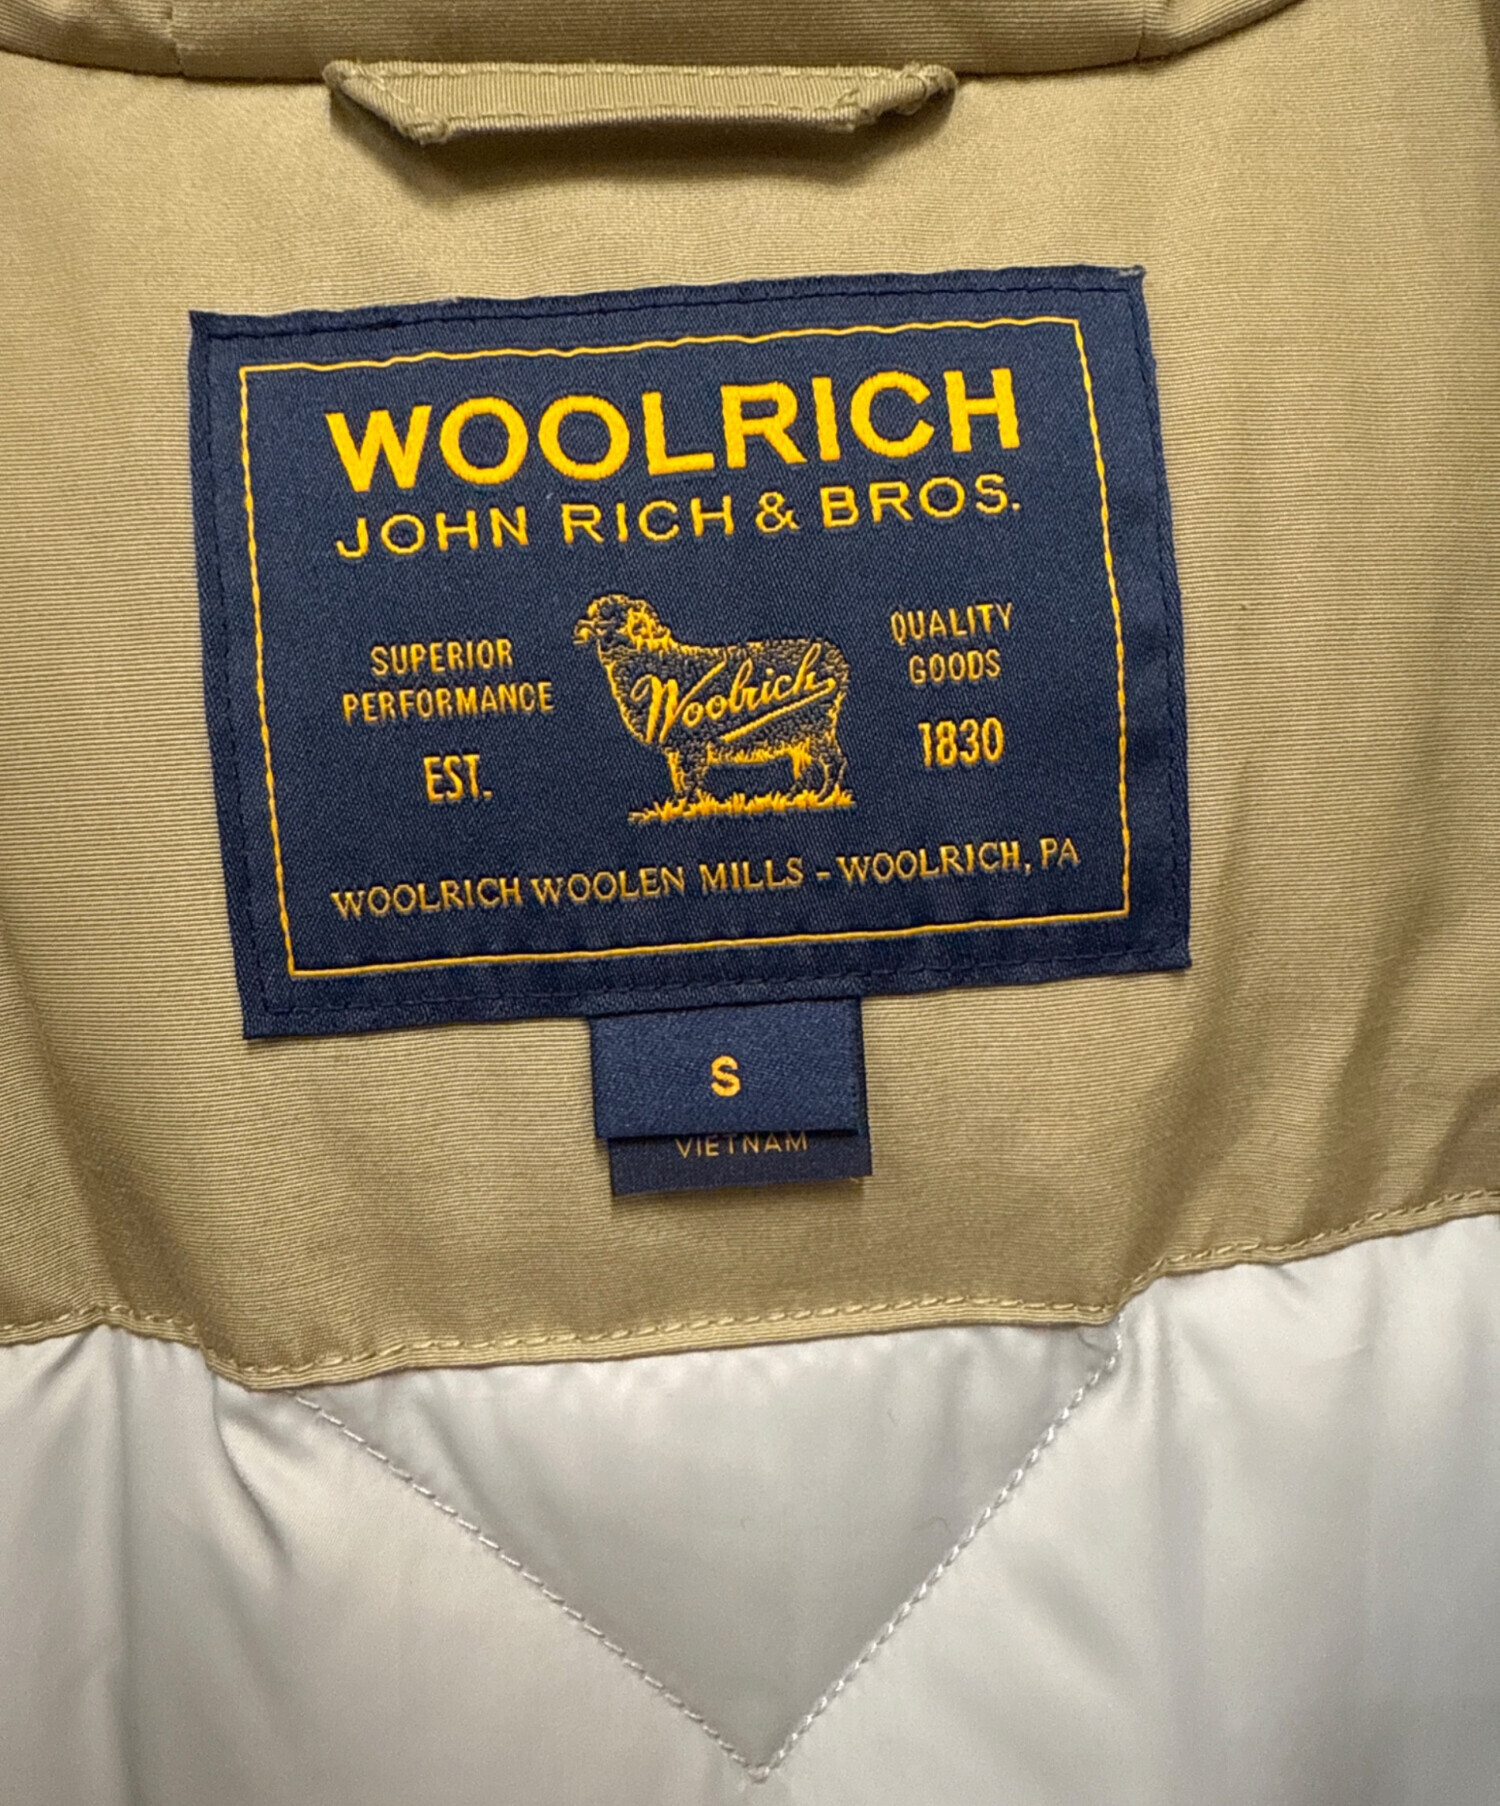 WOOLRICH
JOHN RICH & BROS.
SUPERIOR
PERFORMANCE
EST.
Woolrich
QUALITY
GOODS
1830
WOOLRICH WOOLEN MILLS - WOOLRICH, PA
S
VIETNAM